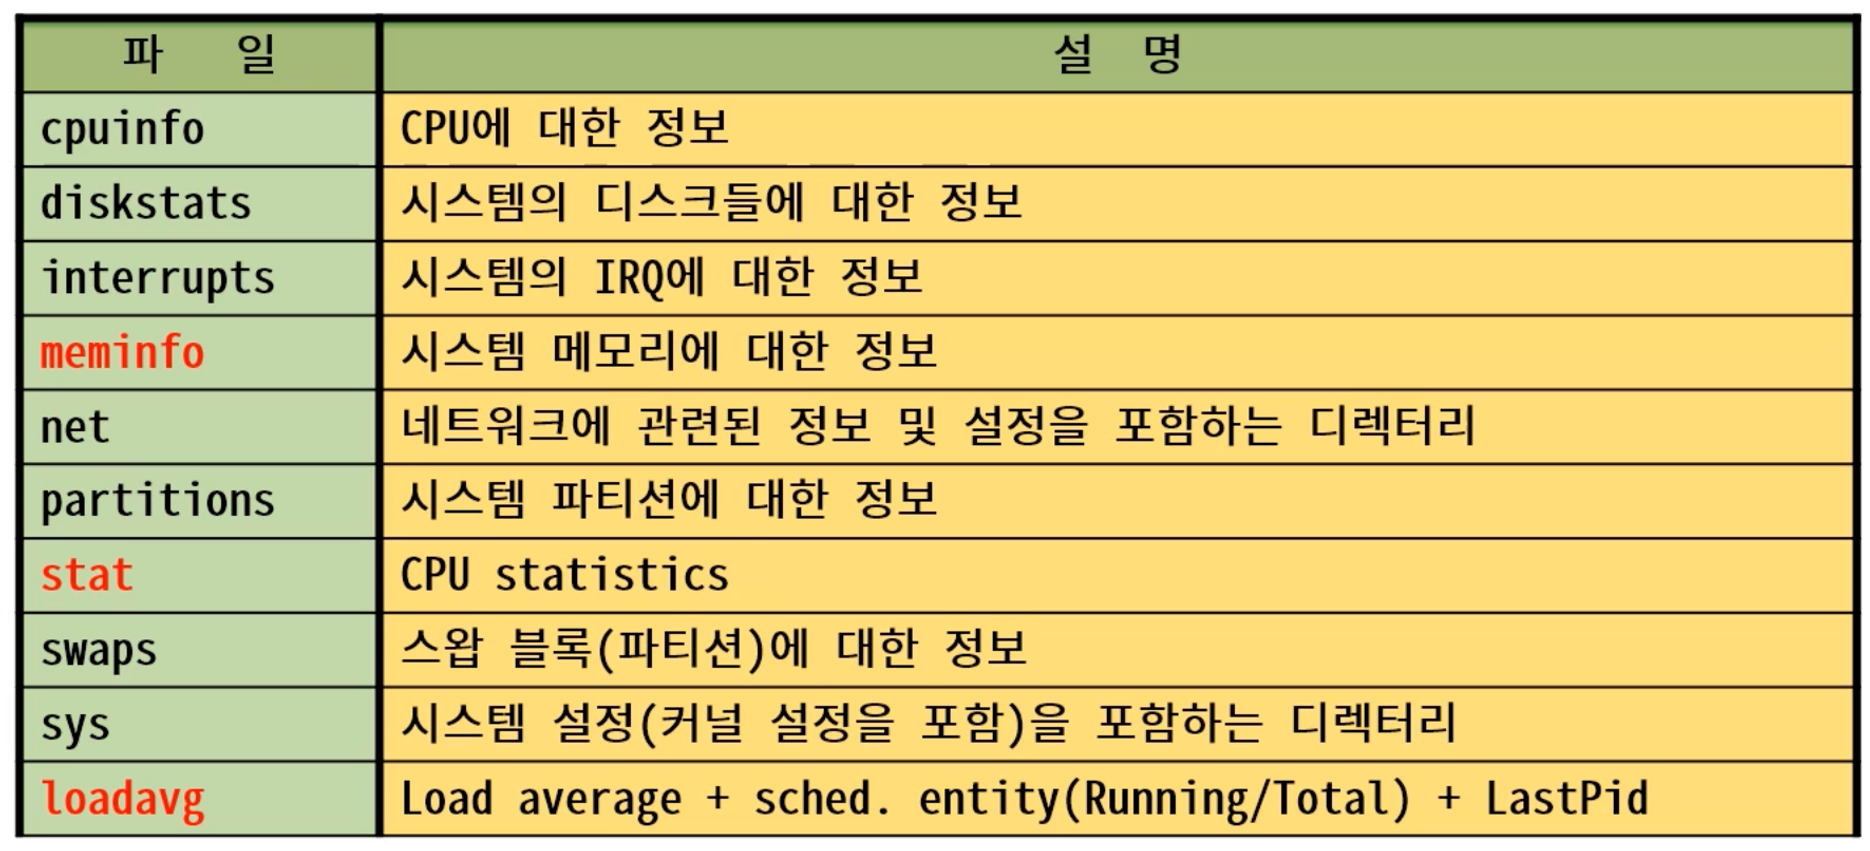 파 일 설 명
cpuinfo CPU에 대한 정보
diskstats 시스템의 디스크들에 대한 정보
interrupts 시스템의 IRQ에 대한 정보
meminfo 시스템 메모리에 대한 정보
net 네트워크에 관련된 정보 및 설정을 포함하는 디렉터리
partitions 시스템 파티션에 대한 정보
stat CPU statistics
swaps 스왑 블록(파티션)에 대한 정보
sys 시스템 설정(커널 설정을 포함)을 포함하는 디렉터리
loadavg Load average + sched. entity(Running/Total) + LastPid